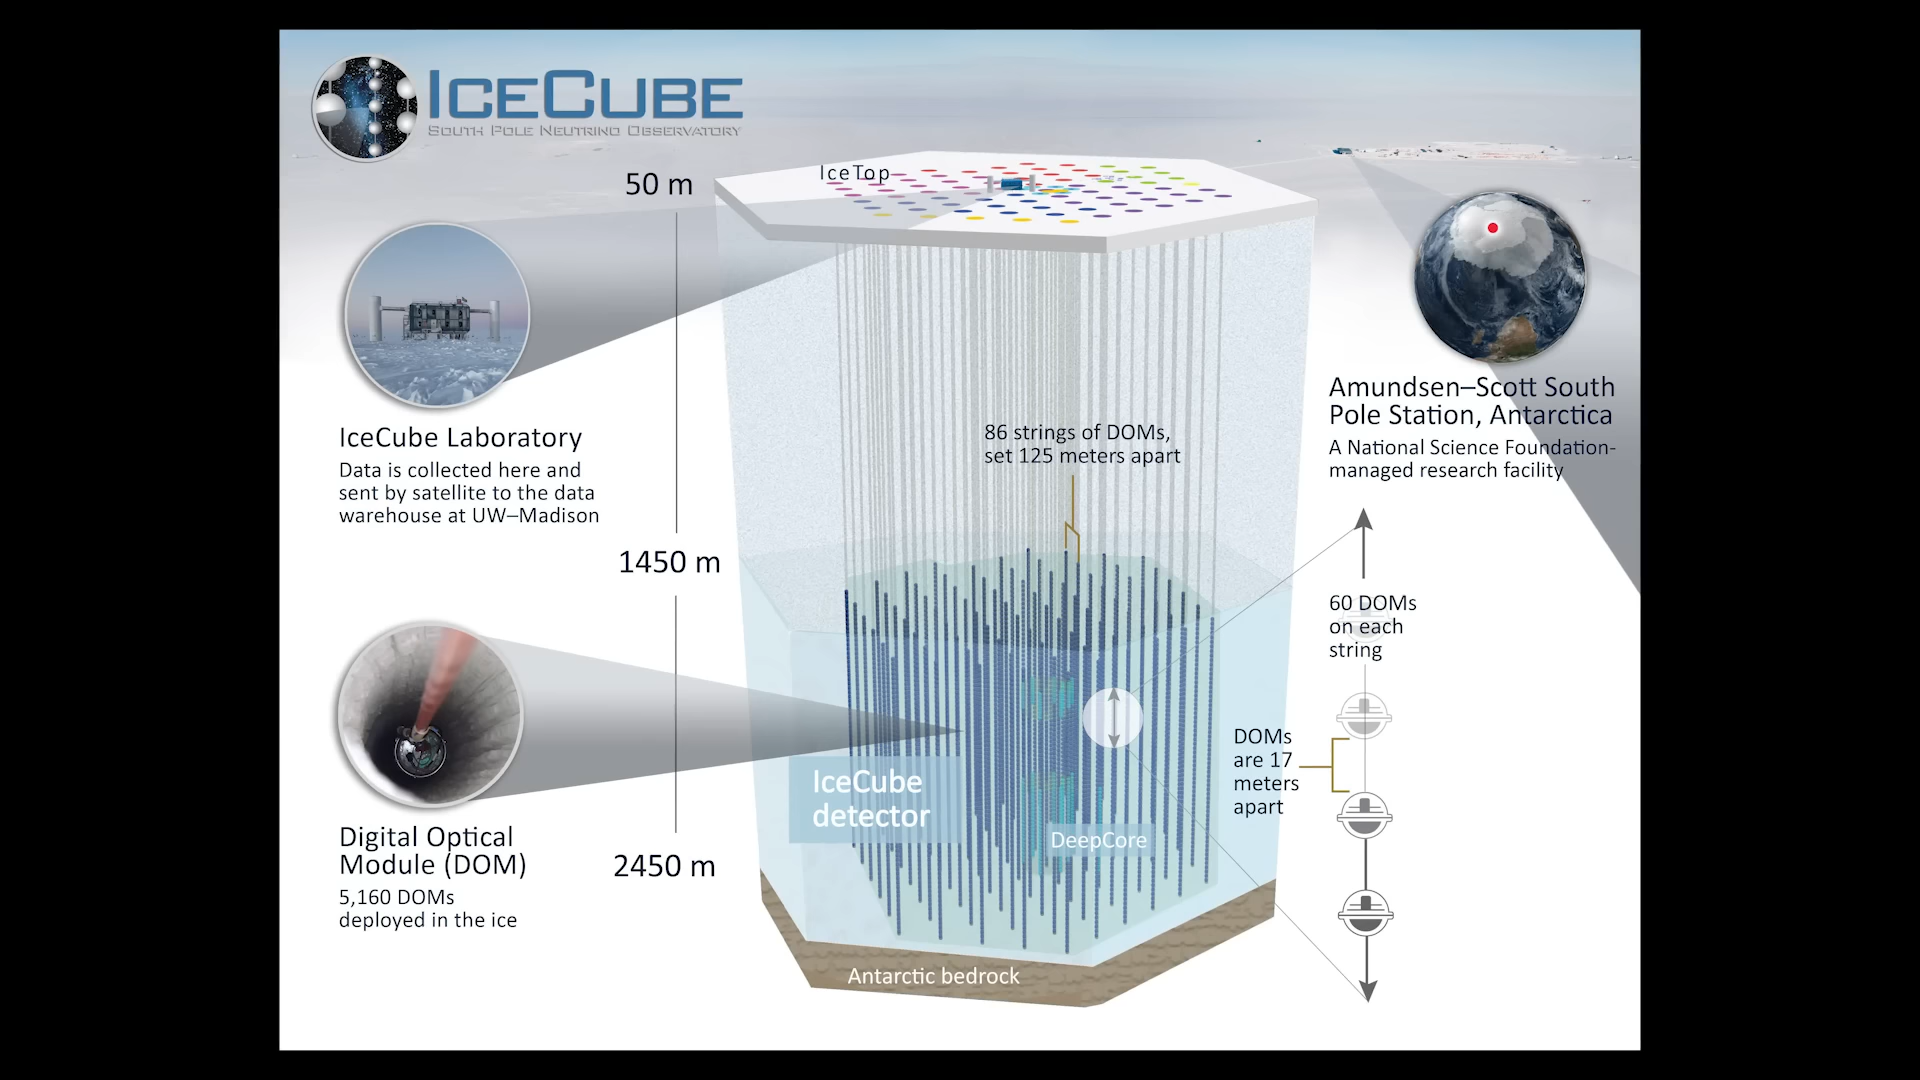 ICECUBE
SOUTH POLE NEUTRINO OBSERVATORY
IceTop
50 m
IceCube Laboratory
Data is collected here and
sent by satellite to the data
warehouse at UW–Madison
86 strings of DOMs,
set 125 meters apart
Amundsen–Scott South
Pole Station, Antarctica
A National Science Foundation-
managed research facility
1450 m
60 DOMs
on each
string
DOMs
are 17
meters
apart
IceCube
detector
DeepCore
Digital Optical
Module (DOM)
5,160 DOMs
deployed in the ice
2450 m
Antarctic bedrock